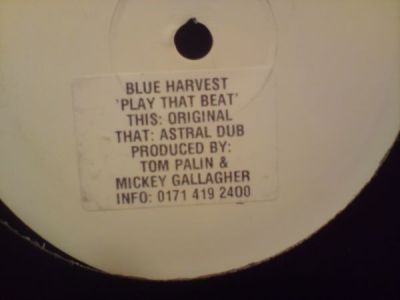 BLUE HARVEST
'PLAY THAT BEAT'
THIS: ORIGINAL
THAT: ASTRAL DUB
PRODUCED BY:
TOM PALIN &
MICKEY GALLAGHER
INFO: 0171 419 2400